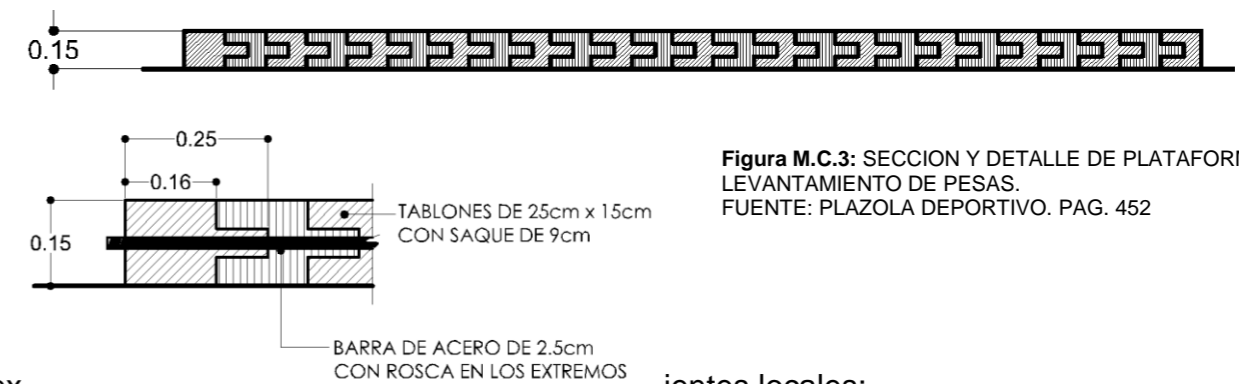 0.15
0.25
0.16
0.15
TABLONES DE 25cm x 15cm
CON SAQUE DE 9cm
BARRA DE ACERO DE 2.5cm
CON ROSCA EN LOS EXTREMOS
Figura M.C.3: SECCION Y DETALLE DE
LEVANTAMIENTO DE PESAS.
FUENTE: PLAZOLA DEPORTIVO. PAG. 452
locales: